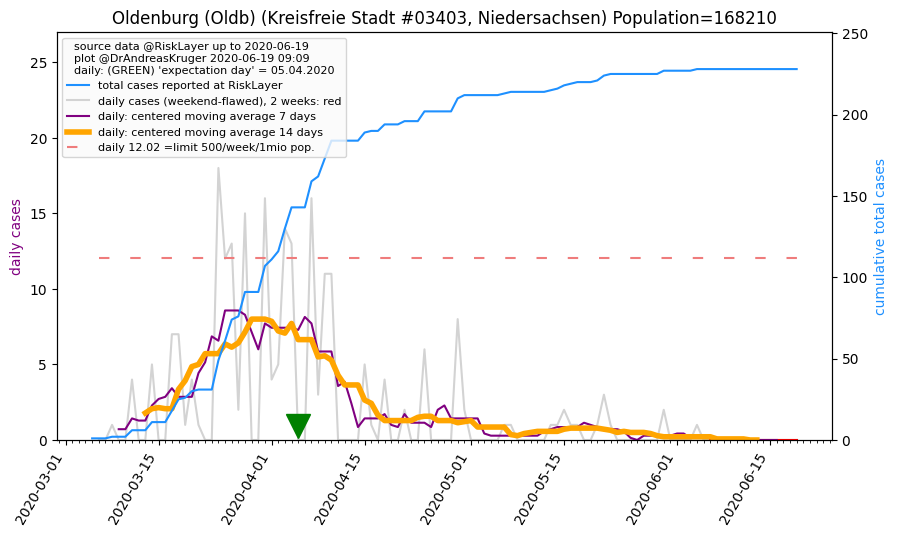 Oldenburg (Oldb) (Kreisfreie Stadt #03403, Niedersachsen) Population=168210
source data @RiskLayer up to 2020-06-19
plot @DrAndreasKruger 2020-06-19 09:09
daily: (GREEN) 'expectation day' = 05.04.2020
total cases reported at RiskLayer
daily cases (weekend-flawed), 2 weeks: red
daily: centered moving average 7 days
daily: centered moving average 14 days
daily 12.02 =limit 500/week/1mio pop.
daily cases
25
20
15
10
5
0
cumulative total cases
250
200
150
100
50
0
2020-03-01
2020-03-15
2020-04-01
2020-04-15
2020-05-01
2020-05-15
2020-06-01
2020-06-15